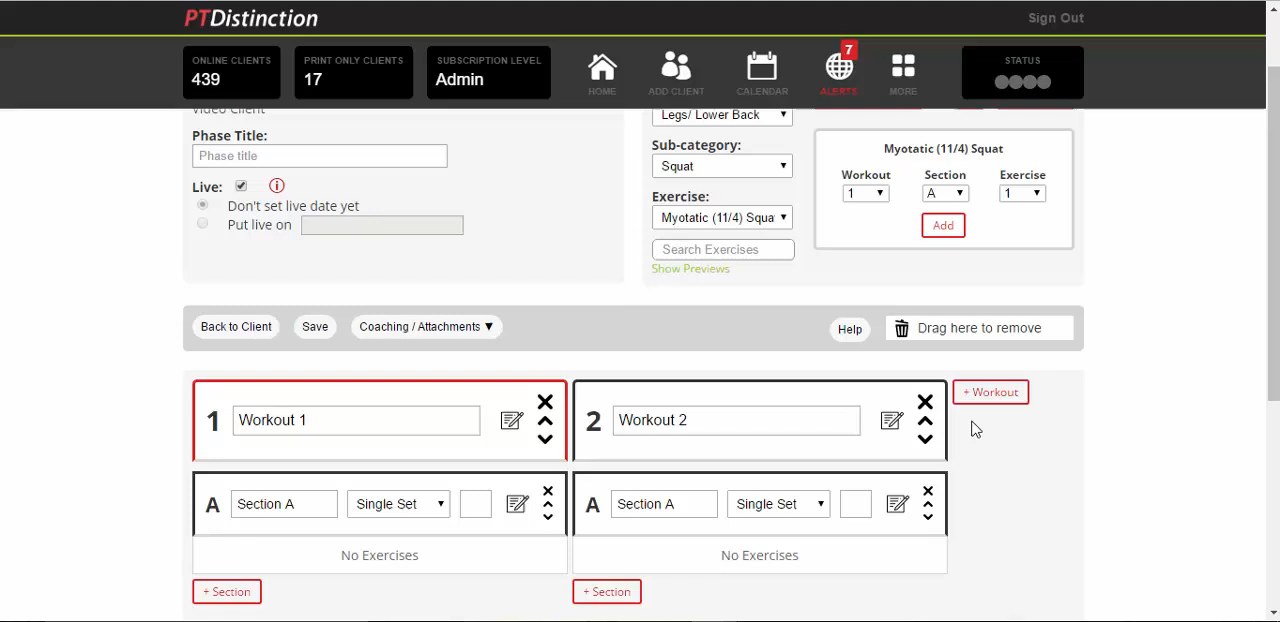 PTDistinction
Sign Out
ONLINE CLIENTS
439
PRINT ONLY CLIENTS
17
SUBSCRIPTION LEVEL
Admin
HOME
ADD CLIENT
CALENDAR
7
ALERTS
MORE
STATUS
Video Client
Phase Title:
Phase title
Live:
Don't set live date yet
Put live on
Legs/ Lower Back
Sub-category:
Squat
Exercise:
Myotatic (11/4) Squa
Search Exercises
Show Previews
Myotatic (11/4) Squat
Workout Section Exercise
1 A 1
Add
Back to Client
Save
Coaching / Attachments ▼
Help
Drag here to remove
1 Workout 1
2 Workout 2
+ Workout
A Section A Single Set
A Section A Single Set
No Exercises
No Exercises
+ Section
+ Section